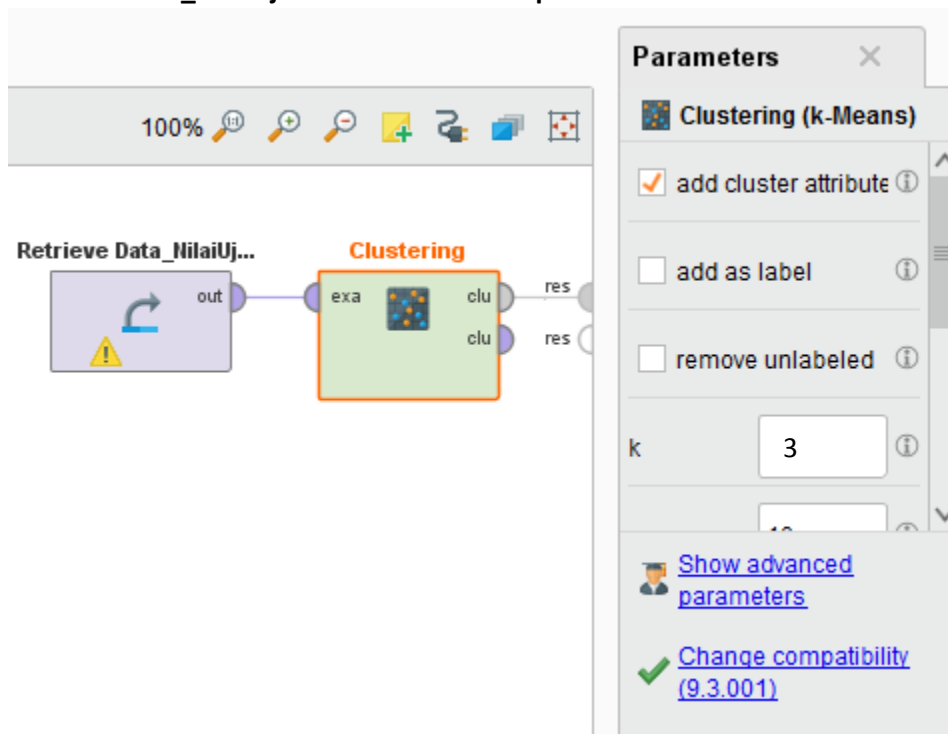 Parameters
100%
Clustering (k-Means)
add cluster attribute
Retrieve Data_NilaiUj...
Clustering
out
exa
clu
res
add as label
clu
res
remove unlabeled
k
3
Show advanced
parameters
Change compatibility
(9.3.001)